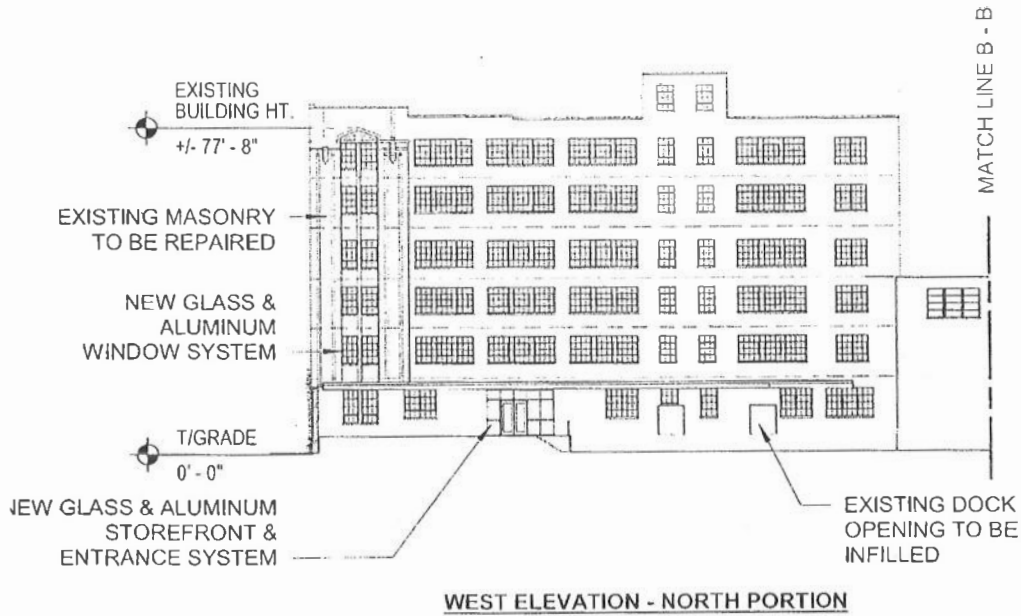 EXISTING
BUILDING HT.
+/- 77' - 8"
EXISTING MASONRY
TO BE REPAIRED
NEW GLASS &
ALUMINUM
WINDOW SYSTEM
T/GRADE
0' - 0"
NEW GLASS & ALUMINUM
STOREFRONT &
ENTRANCE SYSTEM
MATCH LINE B - B
EXISTING DOCK
OPENING TO BE
INFILLED
WEST ELEVATION - NORTH PORTION